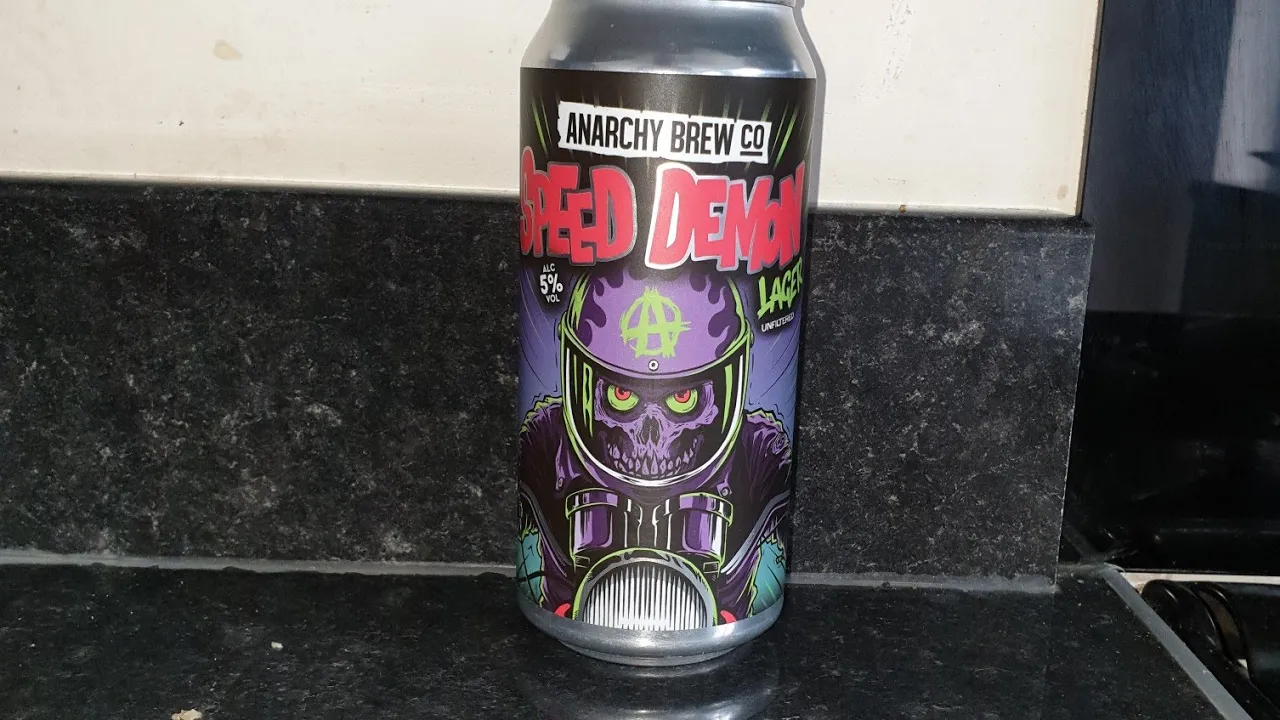 ANARCHY BREW CO
SPEED DEMON
ALC
5%
VOL
LAGER
UNFILTERED
A